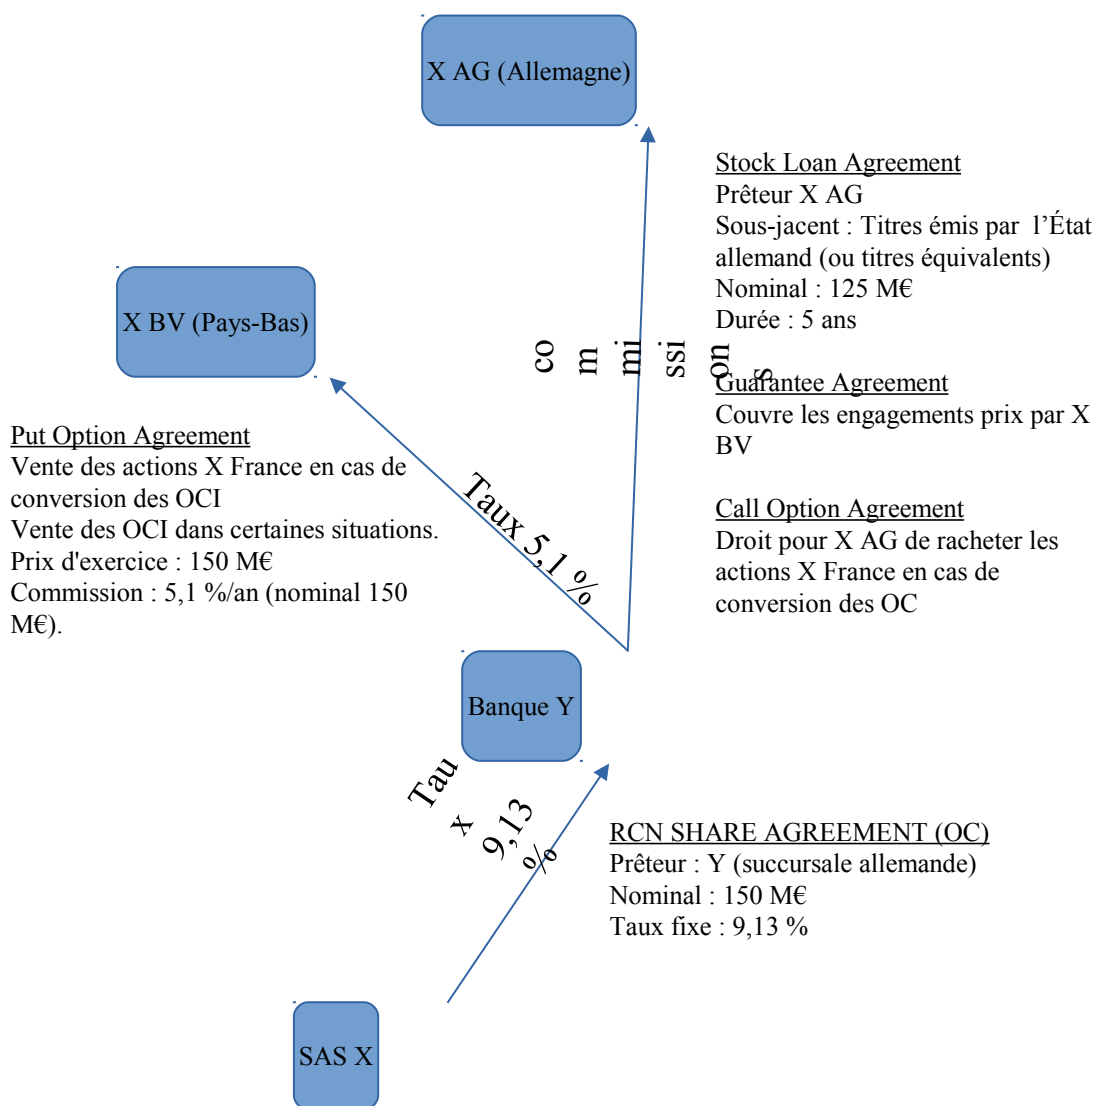 X AG (Allemagne)
Stock Loan Agreement
Prêteur X AG
Sous-jacent : Titres émis par l’État
allemand (ou titres équivalents)
Nominal : 125 M€
Durée : 5 ans
X BV (Pays-Bas)
co
m
mi
ssi
on
s
Guarantee Agreement
Couvre les engagements prix par X
BV
Put Option Agreement
Vente des actions X France en cas de
conversion des OCI
Vente des OCI dans certaines situations.
Prix d'exercice : 150 M€
Commission : 5,1 %/an (nominal 150
M€).
Taux 5,1 %
Call Option Agreement
Droit pour X AG de racheter les
actions X France en cas de
conversion des OC
Banque Y
Tau
x
9,13
%
RCN SHARE AGREEMENT (OC)
Prêteur : Y (succursale allemande)
Nominal : 150 M€
Taux fixe : 9,13 %
SAS X